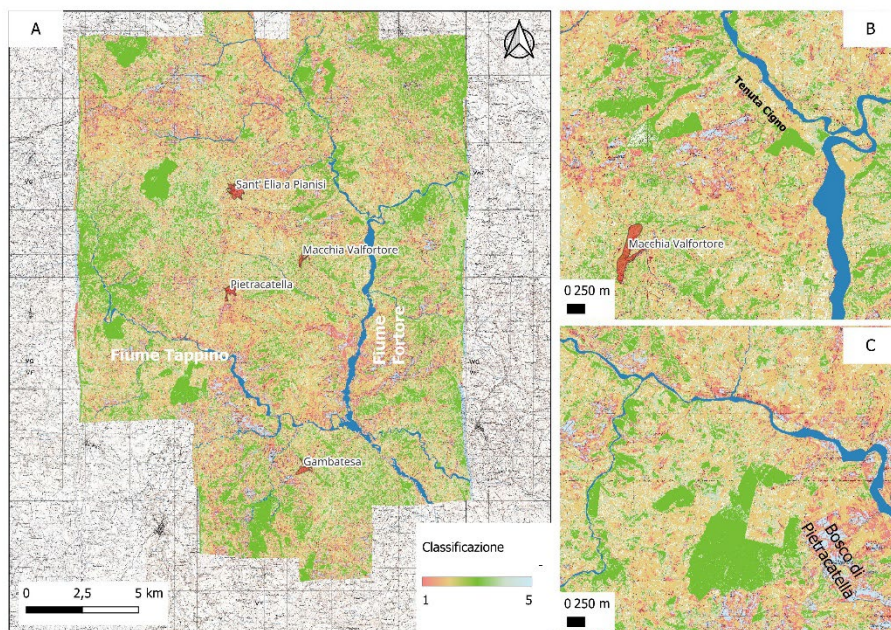 A
Sant' Elia a Pianisi
Macchia Valfortore
Pietracatella
Fiume Tappino
Fiume
Fortore
Gambatesa
Classificazione
1
5
0
2,5
5 km
B
Tenuta Cigno
Macchia Valfortore
0 250 m
C
Bosco di
Pietracatella
0 250 m